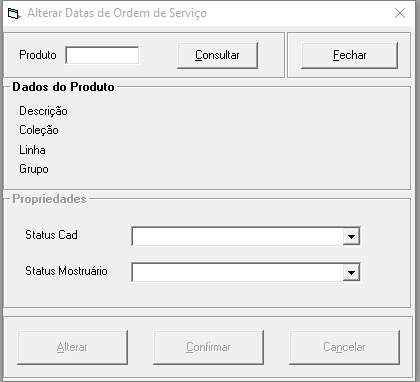 Alterar Datas de Ordem de Serviço
Produto Consultar Fechar
Dados do Produto
Descrição
Coleção
Linha
Grupo
Propriedades
Status Cad
Status Mostruário
Alterar Confirmar Cancelar